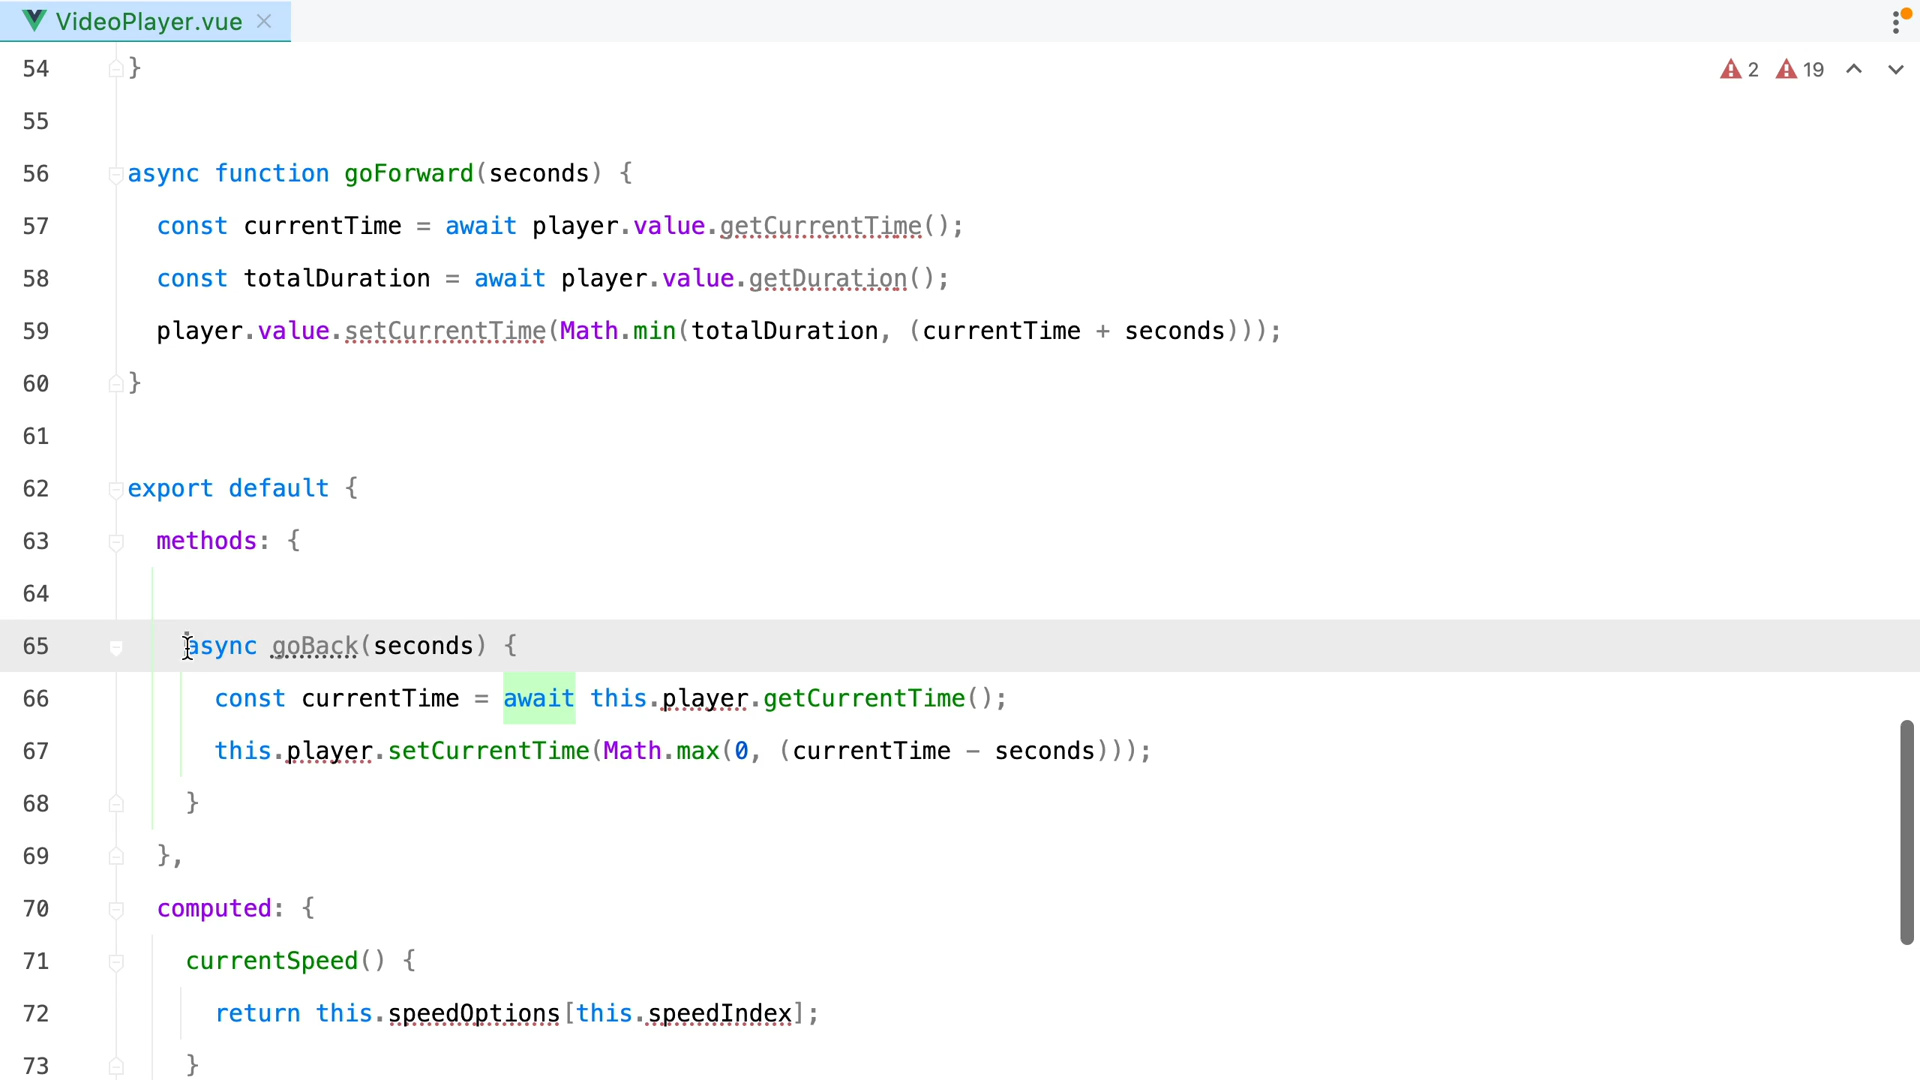 VideoPlayer.vue
2 19
54 }
55
56 async function goForward(seconds) {
57 const currentTime = await player.value.getCurrentTime();
58 const totalDuration = await player.value.getDuration();
59 player.value.setCurrentTime(Math.min(totalDuration, (currentTime + seconds)));
60 }
61
62 export default {
63 methods: {
64
65 async goBack(seconds) {
66 const currentTime = await this.player.getCurrentTime();
67 this.player.setCurrentTime(Math.max(0, (currentTime - seconds)));
68 }
69 },
70 computed: {
71 currentSpeed() {
72 return this.speedOptions[this.speedIndex];
73 }